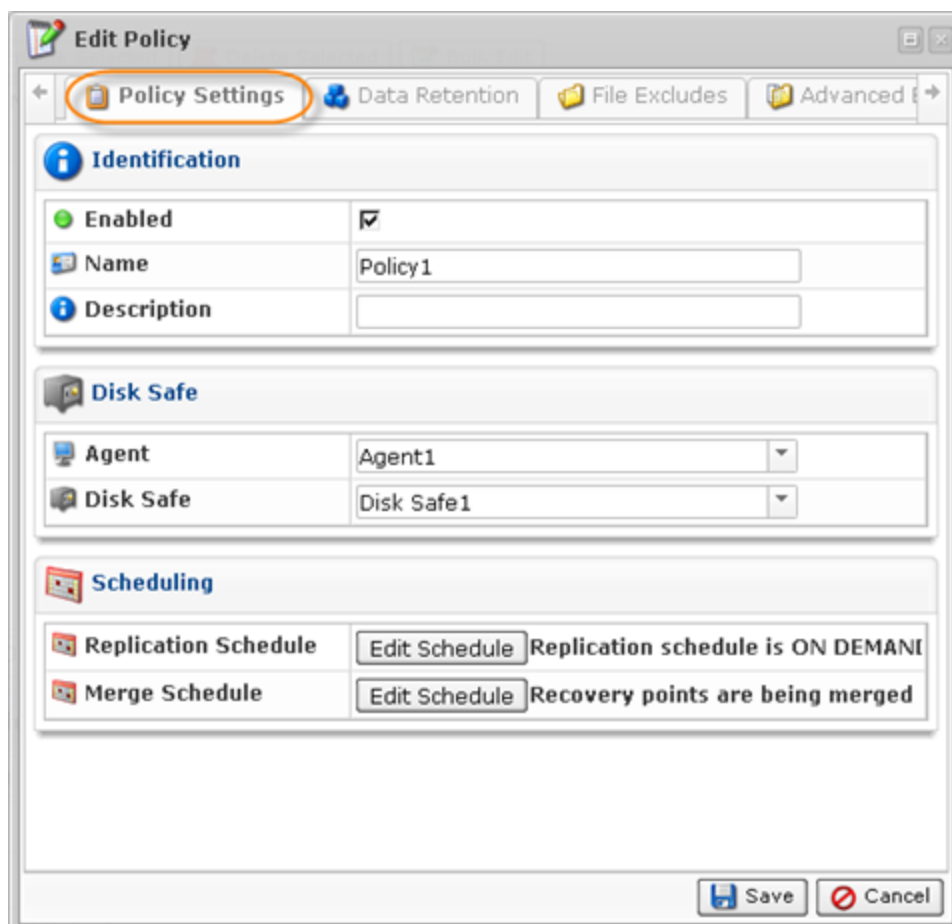 Edit Policy
Policy Settings Data Retention File Excludes Advanced
Identification
Enabled
Name Policy1
Description
Disk Safe
Agent Agent1
Disk Safe Disk Safe1
Scheduling
Replication Schedule Edit Schedule Replication schedule is ON DEMAND
Merge Schedule Edit Schedule Recovery points are being merged
Save Cancel